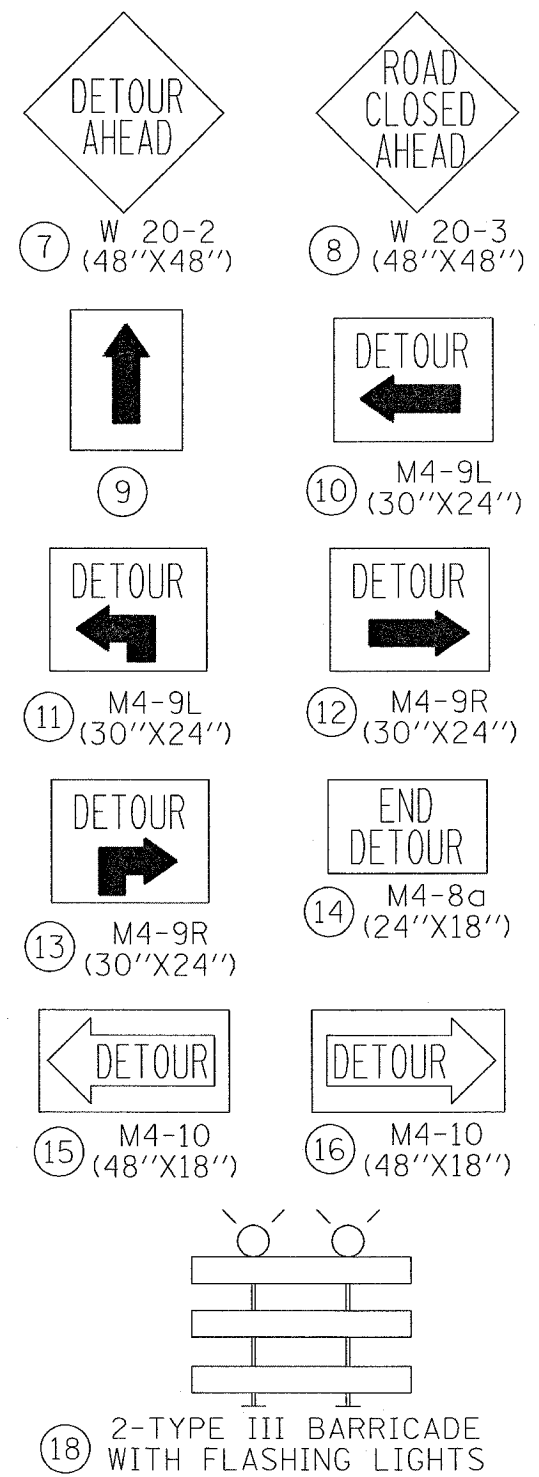 DETOUR
AHEAD
7 W 20-2
(48"X48")
ROAD
CLOSED
AHEAD
8 W 20-3
(48"X48")
9
DETOUR
10 M4-9L
(30"X24")
DETOUR
11 M4-9L
(30"X24")
DETOUR
12 M4-9R
(30"X24")
DETOUR
13 M4-9R
(30"X24")
END
DETOUR
14 M4-8a
(24"X18")
DETOUR
15 M4-10
(48"X18")
DETOUR
16 M4-10
(48"X18")
18 2-TYPE III BARRICADE
WITH FLASHING LIGHTS